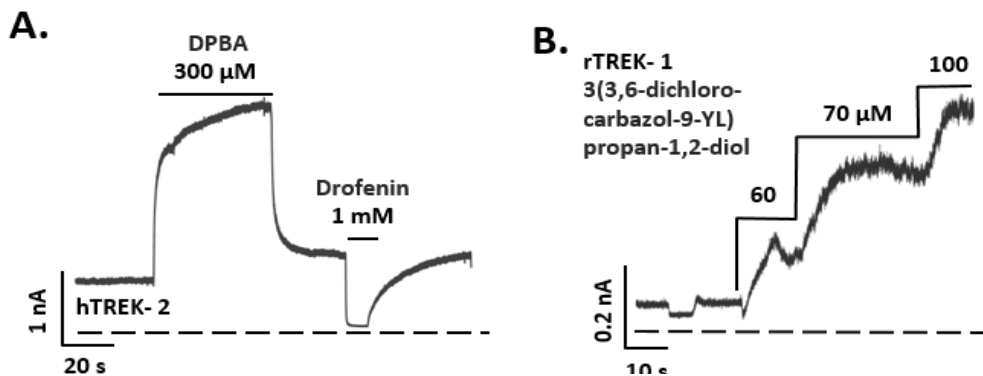 A.
DPBA
300 µM
Drofenin
1 mM
hTREK- 2
1 nA
20 s
B.
rTREK- 1
3(3,6-dichloro-
carbazol-9-YL)
propan-1,2-diol
60
70 µM
100
0.2 nA
10 s